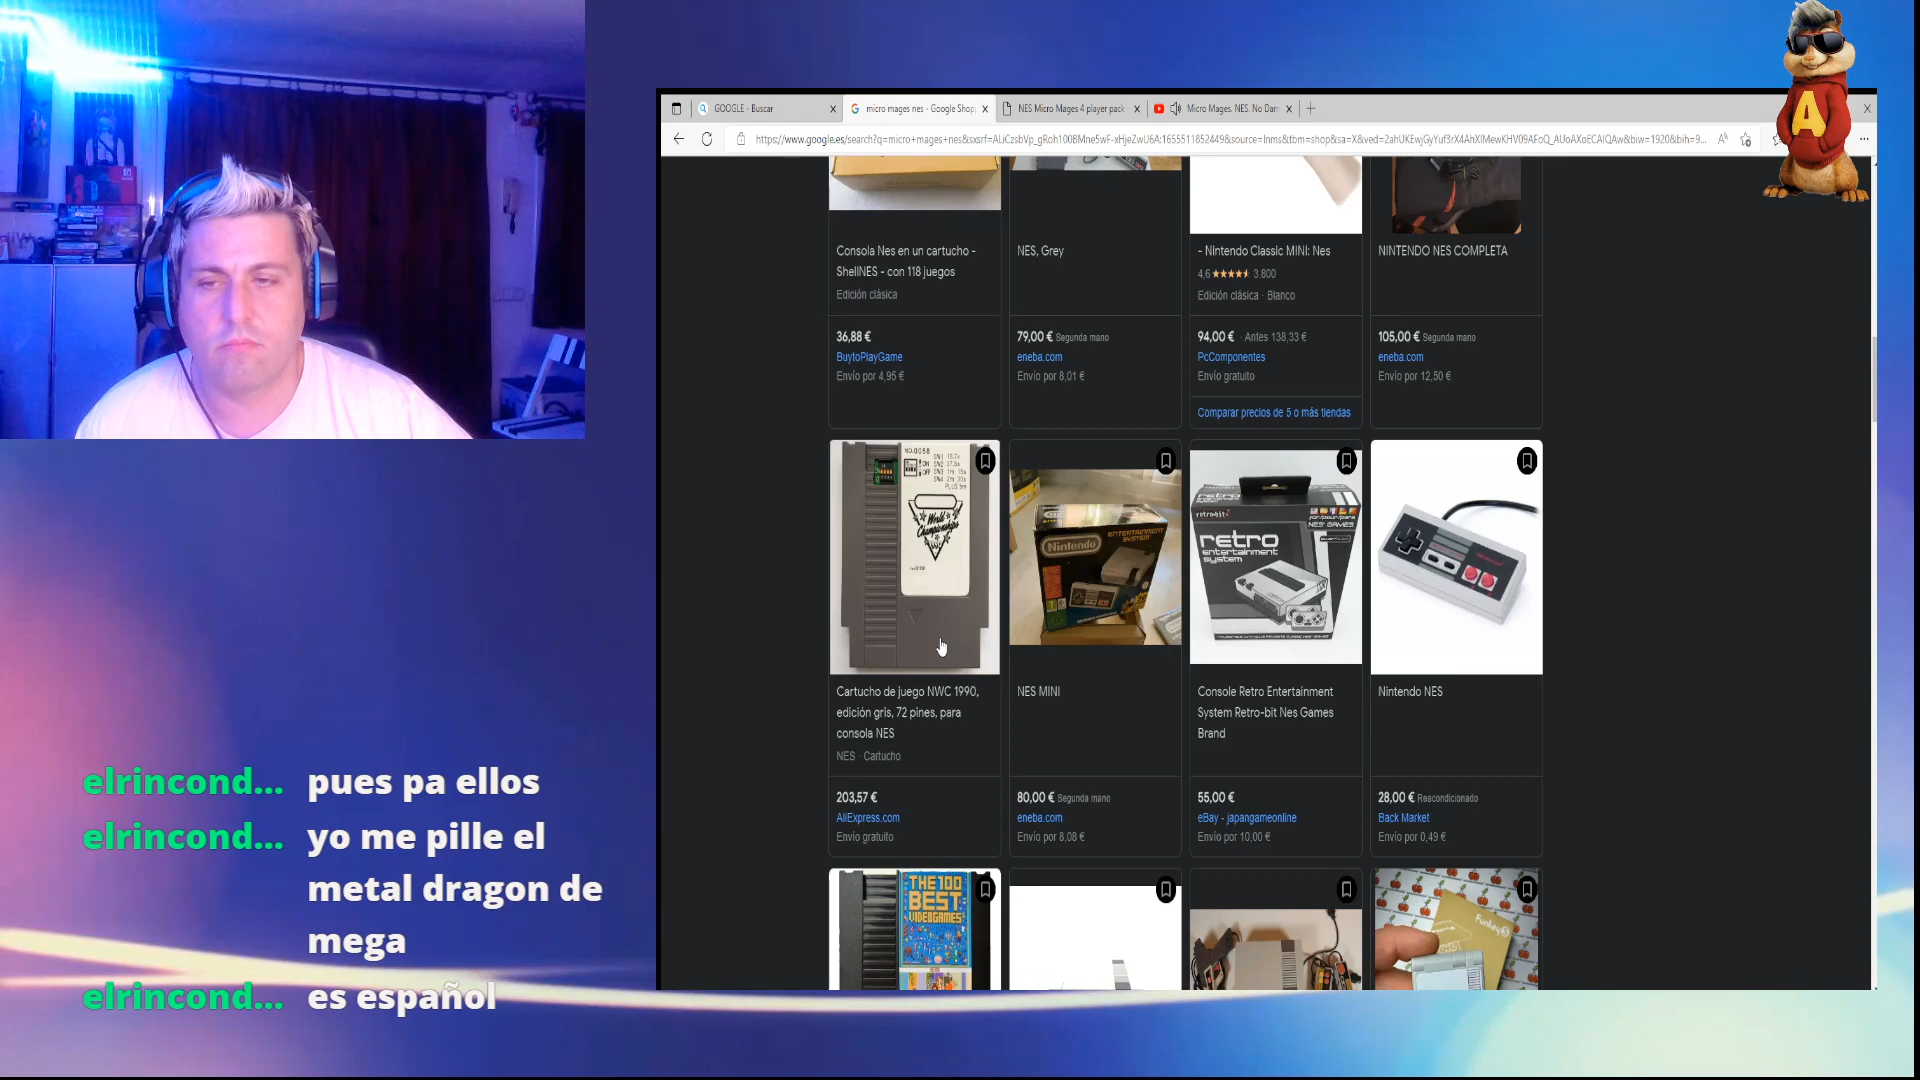 GOOGLE - Buscar
micro mages nes - Google Shop
NES Micro Mages 4 player pack
Micro Mages. NES. No Dam
Consola Nes en un cartucho -
ShellNES - con 118 juegos
Edición clásica
36,88 €
BuytoPlayGame
Envío por 4,95 €
NES, Grey
79,00 € Segunda mano
eneba.com
Envío por 8,01 €
- Nintendo Classic MINI: Nes
4,6 3.800
Edición clásica · Blanco
94,00 € · Antes 138,33 €
PcComponentes
Envío gratuito
Comparar precios de 5 o más tiendas
NINTENDO NES COMPLETA
105,00 € Segunda mano
eneba.com
Envío por 12,50 €
World
Championships
Cartucho de juego NWC 1990,
edición gris, 72 pines, para
consola NES
NES · Cartucho
203,57 €
AliExpress.com
Envío gratuito
Nintendo
ENTERTAINMENT
SYSTEM
NES MINI
80,00 € Segunda mano
eneba.com
Envío por 8,08 €
retro-bit
retro
entertainment
system
Console Retro Entertainment
System Retro-bit Nes Games
Brand
55,00 €
eBay - japangameonline
Envío por 10,00 €
Nintendo NES
28,00 € Reacondicionado
Back Market
Envío por 0,49 €
THE 100
BEST
VIDEOGAMES
A
elrincond... pues pa ellos
elrincond... yo me pille el
metal dragon de
mega
elrincond... es español